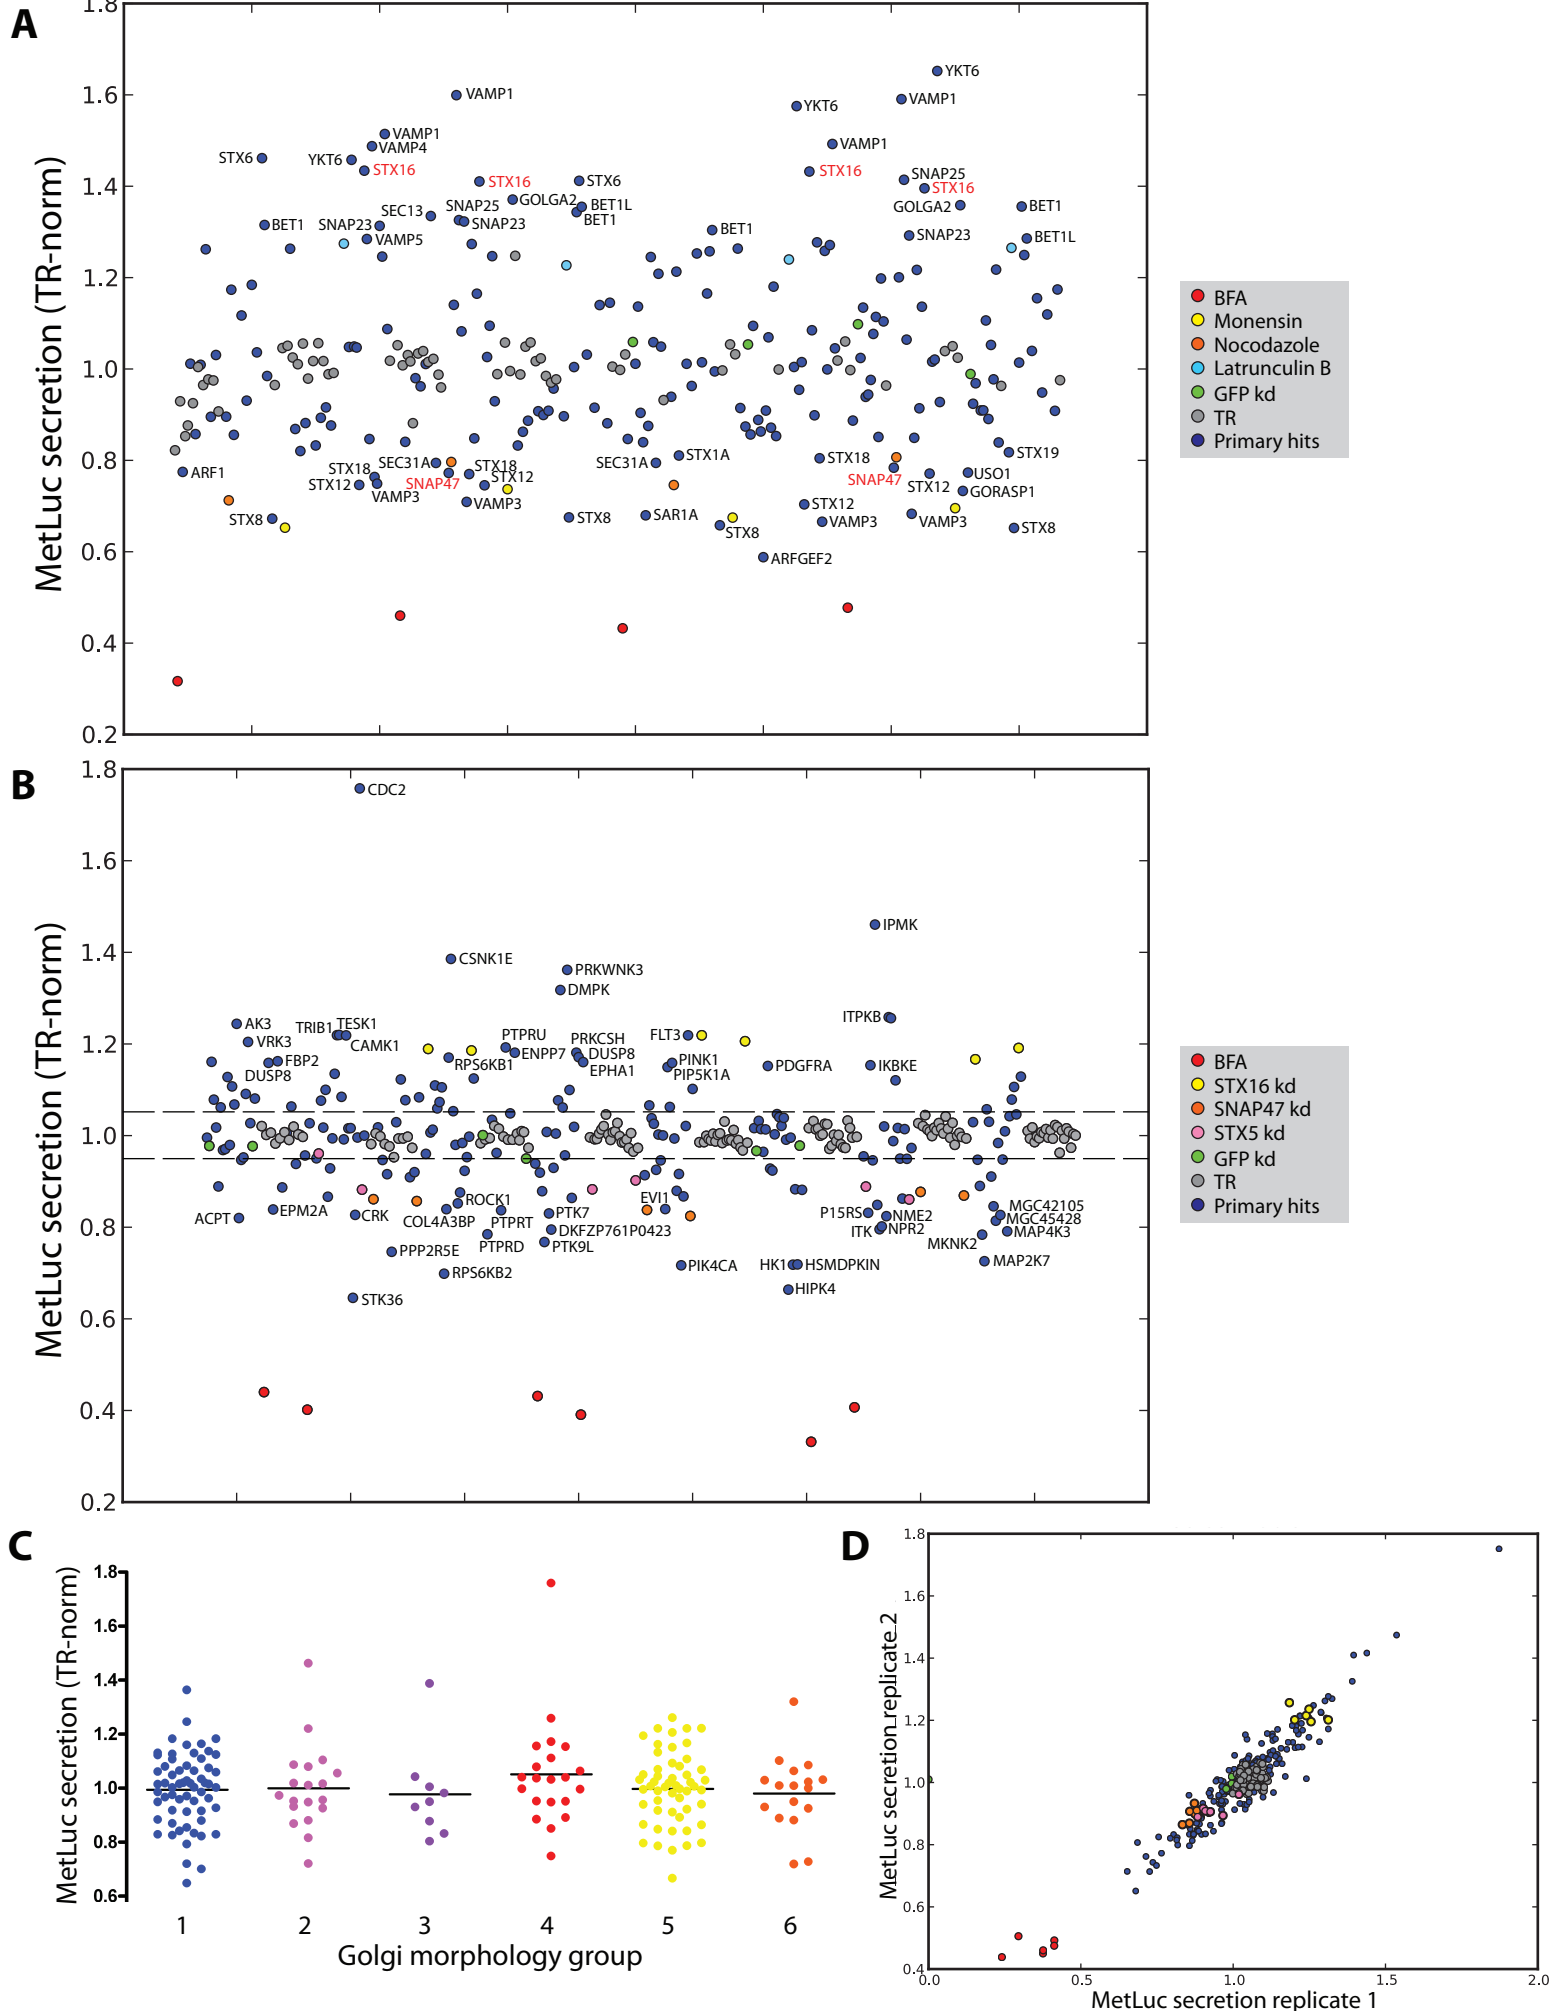 A
MetLuc secretion (TR-norm)
1.8
1.6
1.4
1.2
1.0
0.8
0.6
0.4
0.2
YKT6
VAMP1
VAMP1
YKT6
VAMP1
VAMP4
VAMP1
STX6
YKT6
STX16
STX16
STX6
STX16
SNAP25
STX16
GOLGA2
BET1L
BET1
GOLGA2
BET1
BET1
SNAP23
SEC13
SNAP25
SNAP23
VAMP5
BET1
SNAP23
BET1L
ARF1
STX18
STX12
VAMP3
SEC31A
SNAP47
STX18
STX12
VAMP3
SEC31A
STX1A
STX18
SNAP47
STX12
USO1
GORASP1
STX19
STX8
STX8
SAR1A
STX8
STX12
VAMP3
VAMP3
STX8
ARFGEF2
BFA
Monensin
Nocodazole
Latrunculin B
GFP kd
TR
Primary hits
B
MetLuc secretion (TR-norm)
1.8
1.6
1.4
1.2
1.0
0.8
0.6
0.4
0.2
CDC2
IPMK
CSNK1E
PRKWNK3
DMPK
AK3
VRK3
TRIB1
TESK1
CAMK1
FBP2
DUSP8
RPS6KB1
PTPRU
ENPP7
PRKCSH
DUSP8
EPHA1
FLT3
PINK1
PIP5K1A
PDGFRA
ITPKB
IKBKE
ACPT
EPM2A
CRK
COL4A3BP
ROCK1
PTPRT
PTPRD
PTK7
DKFZP761P0423
PTK9L
EVI1
PPP2R5E
RPS6KB2
STK36
PIK4CA
HK1
HSMDPKIN
HIPK4
P15RS
ITK
NME2
NPR2
MKNK2
MGC42105
MGC45428
MAP4K3
MAP2K7
BFA
STX16 kd
SNAP47 kd
STX5 kd
GFP kd
TR
Primary hits
C
MetLuc secretion (TR-norm)
1.8
1.6
1.4
1.2
1.0
0.8
0.6
1 2 3 4 5 6
Golgi morphology group
D
MetLuc secretion replicate 2
1.8
1.6
1.4
1.2
1.0
0.8
0.6
0.4
0.0 0.5 1.0 1.5 2.0
MetLuc secretion replicate 1